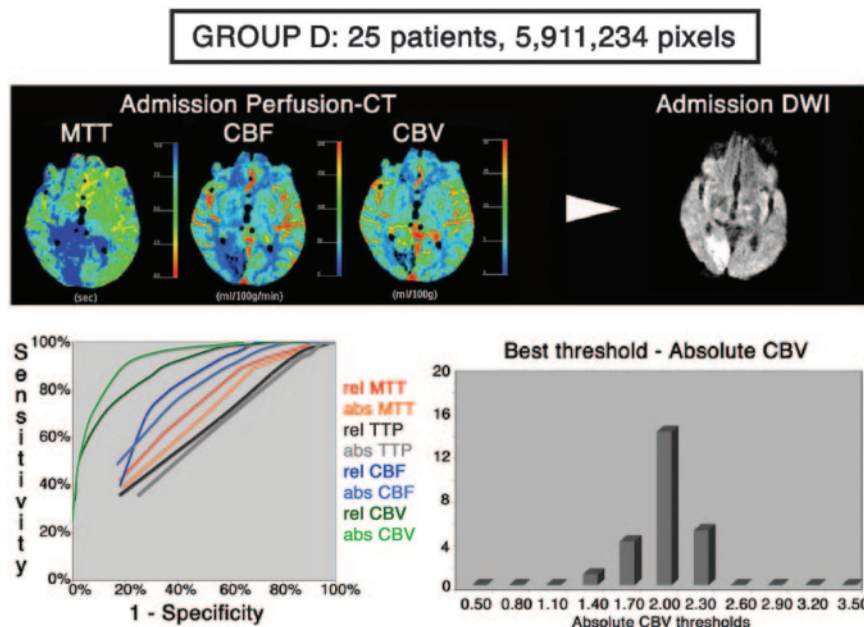 GROUP D: 25 patients, 5,911,234 pixels
Admission Perfusion-CT
Admission DWI
MTT CBF CBV
(sec) (ml/100g/min) (ml/100g)
Sensitivity
100%
80%
60%
40%
20%
0%
0% 20% 40% 60% 80% 100%
1 - Specificity
rel MTT
abs MTT
rel TTP
abs TTP
rel CBF
abs CBF
rel CBV
abs CBV
Best threshold - Absolute CBV
20
16
12
8
4
0
0.50 0.80 1.10 1.40 1.70 2.00 2.30 2.60 2.90 3.20 3.50
Absolute CBV thresholds